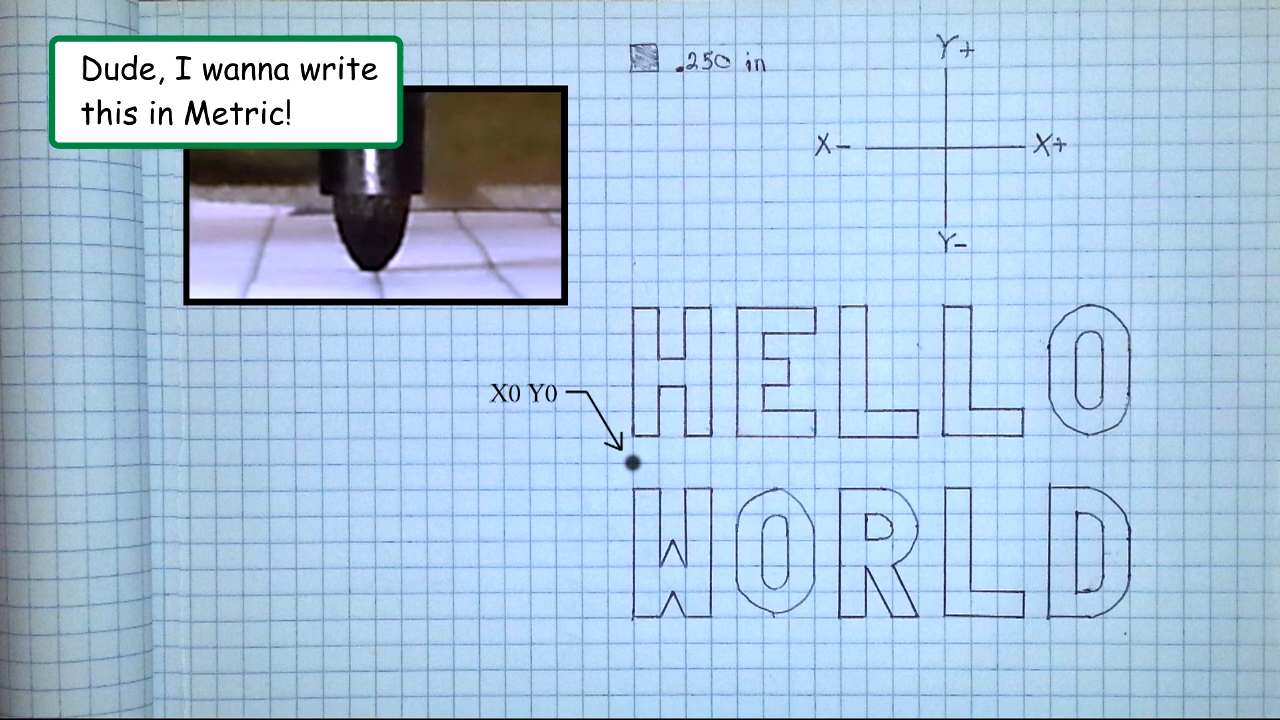 Dude, I wanna write
this in Metric!
.250 in
Y+
X-
X+
Y-
X0 Y0
HELLO
WORLD